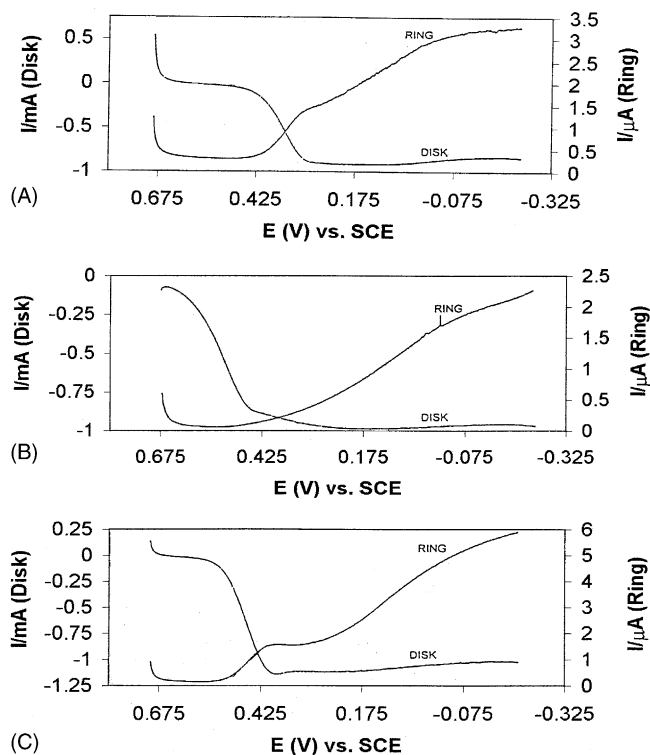 I/mA (Disk)
0.5
0
-0.5
-1
RING
DISK
3.5
3
2.5
2
1.5
1
0.5
0
I/µA (Ring)
(A)
0.675 0.425 0.175 -0.075 -0.325
E (V) vs. SCE
I/mA (Disk)
0
-0.25
-0.5
-0.75
-1
RING
DISK
2.5
2
1.5
1
0.5
0
I/µA (Ring)
(B)
0.675 0.425 0.175 -0.075 -0.325
E (V) vs. SCE
I/mA (Disk)
0.25
0
-0.25
-0.5
-0.75
-1
-1.25
RING
DISK
6
5
4
3
2
1
0
I/µA (Ring)
(C)
0.675 0.425 0.175 -0.075 -0.325
E (V) vs. SCE